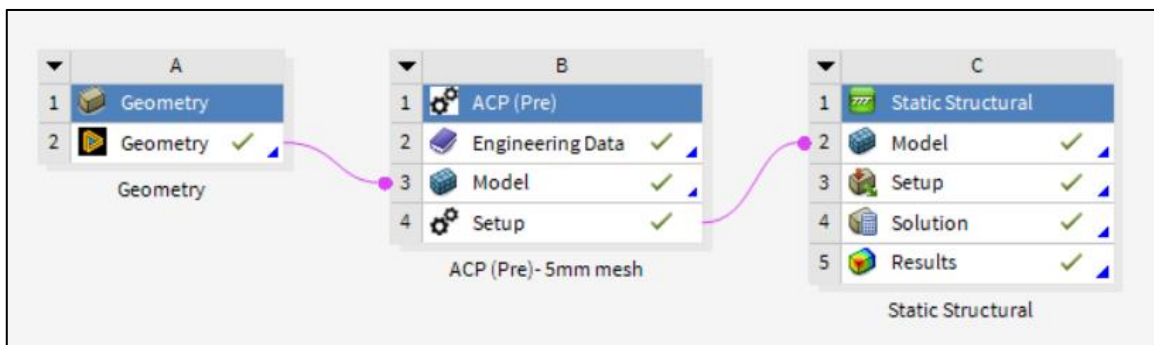 A
1 Geometry
2 Geometry
Geometry
B
1 ACP (Pre)
2 Engineering Data
3 Model
4 Setup
ACP (Pre)- 5mm mesh
C
1 Static Structural
2 Model
3 Setup
4 Solution
5 Results
Static Structural